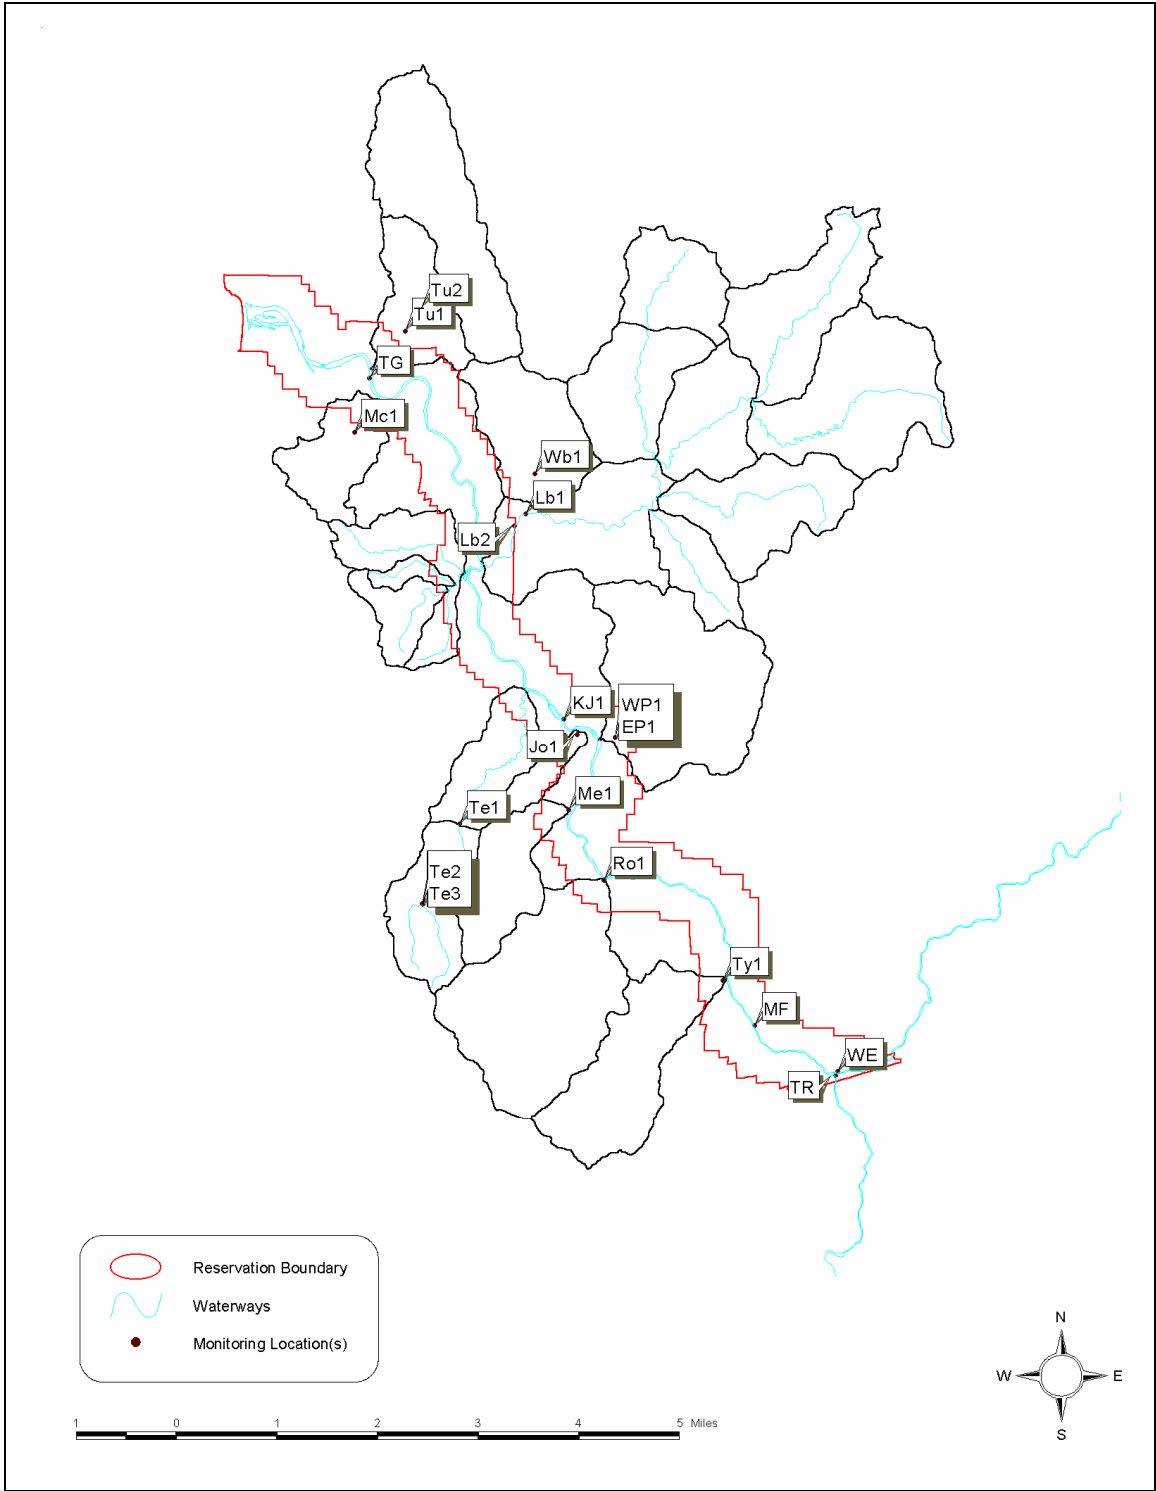 Tu2
Tu1
TG
Mc1
Wb1
Lb1
Lb2
KJ1
WP1
EP1
Jo1
Me1
Te1
Ro1
Te2
Te3
Ty1
MF
WE
TR
Reservation Boundary
Waterways
Monitoring Location(s)
N
W E
S
1 0 1 2 3 4 5 Miles